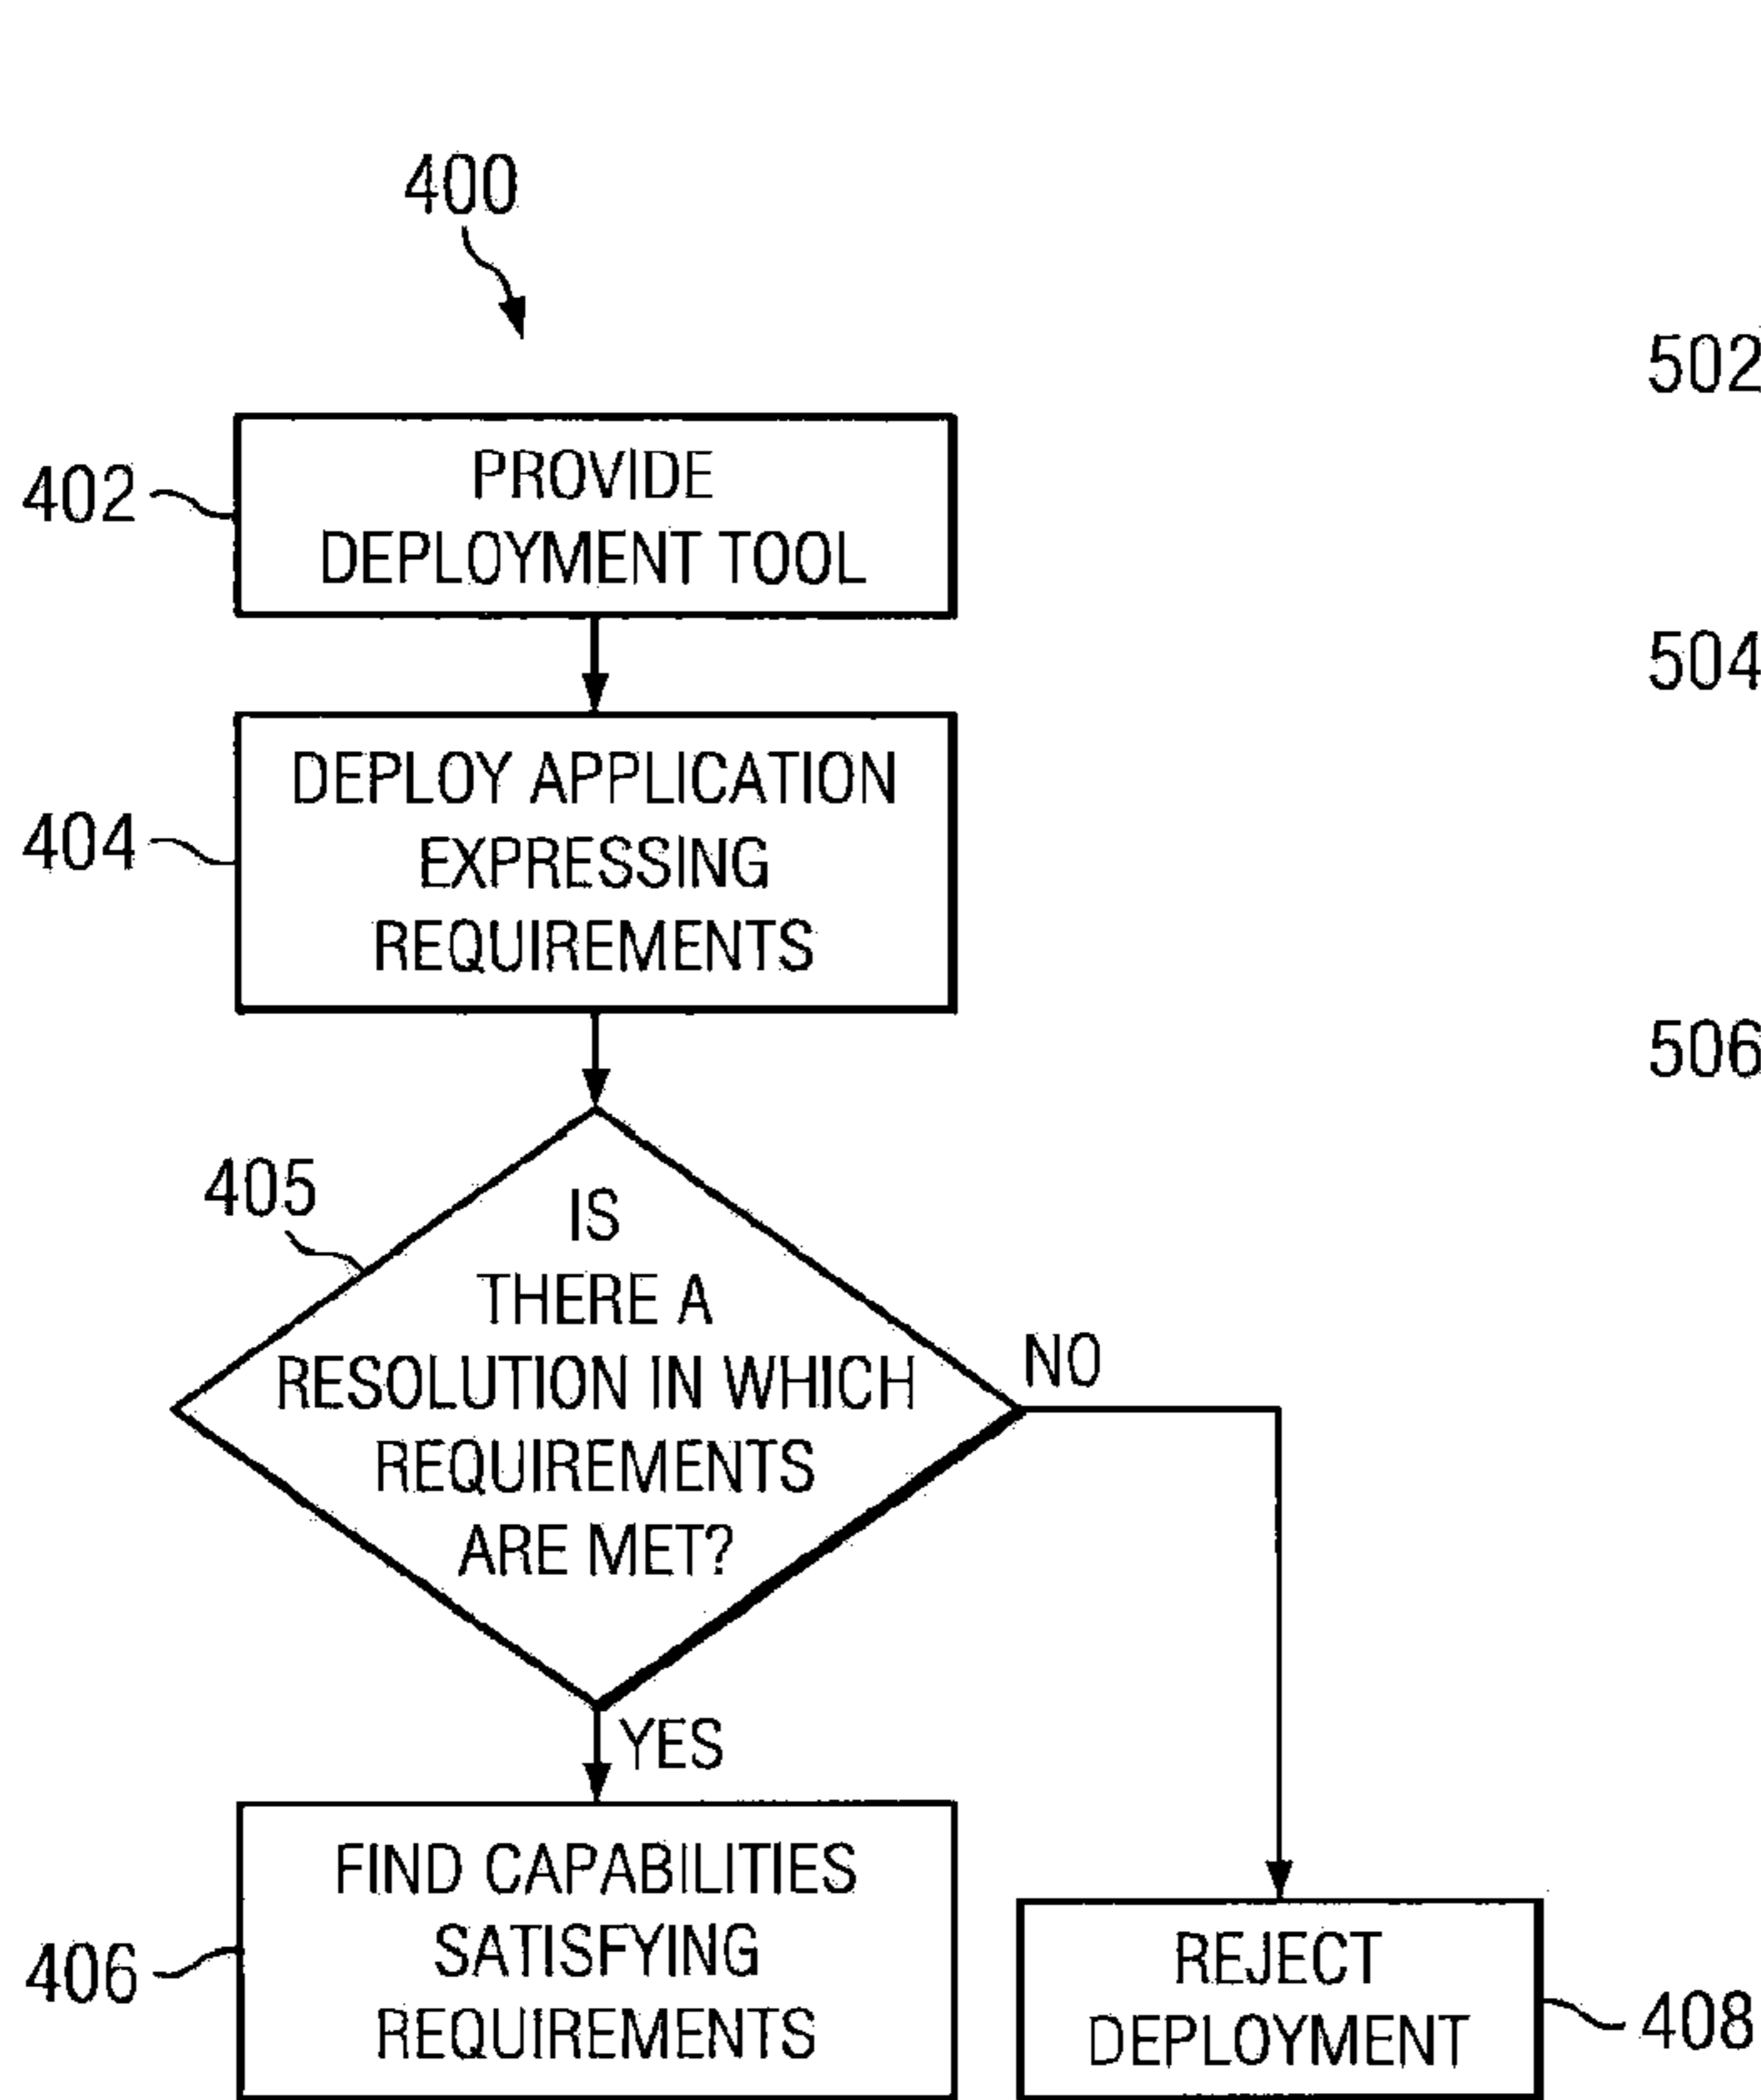 400
402
PROVIDE
DEPLOYMENT TOOL
404
DEPLOY APPLICATION
EXPRESSING
REQUIREMENTS
405
IS
THERE A
RESOLUTION IN WHICH
REQUIREMENTS
ARE MET?
NO
YES
406
FIND CAPABILITIES
SATISFYING
REQUIREMENTS
REJECT
DEPLOYMENT
408
502
504
506